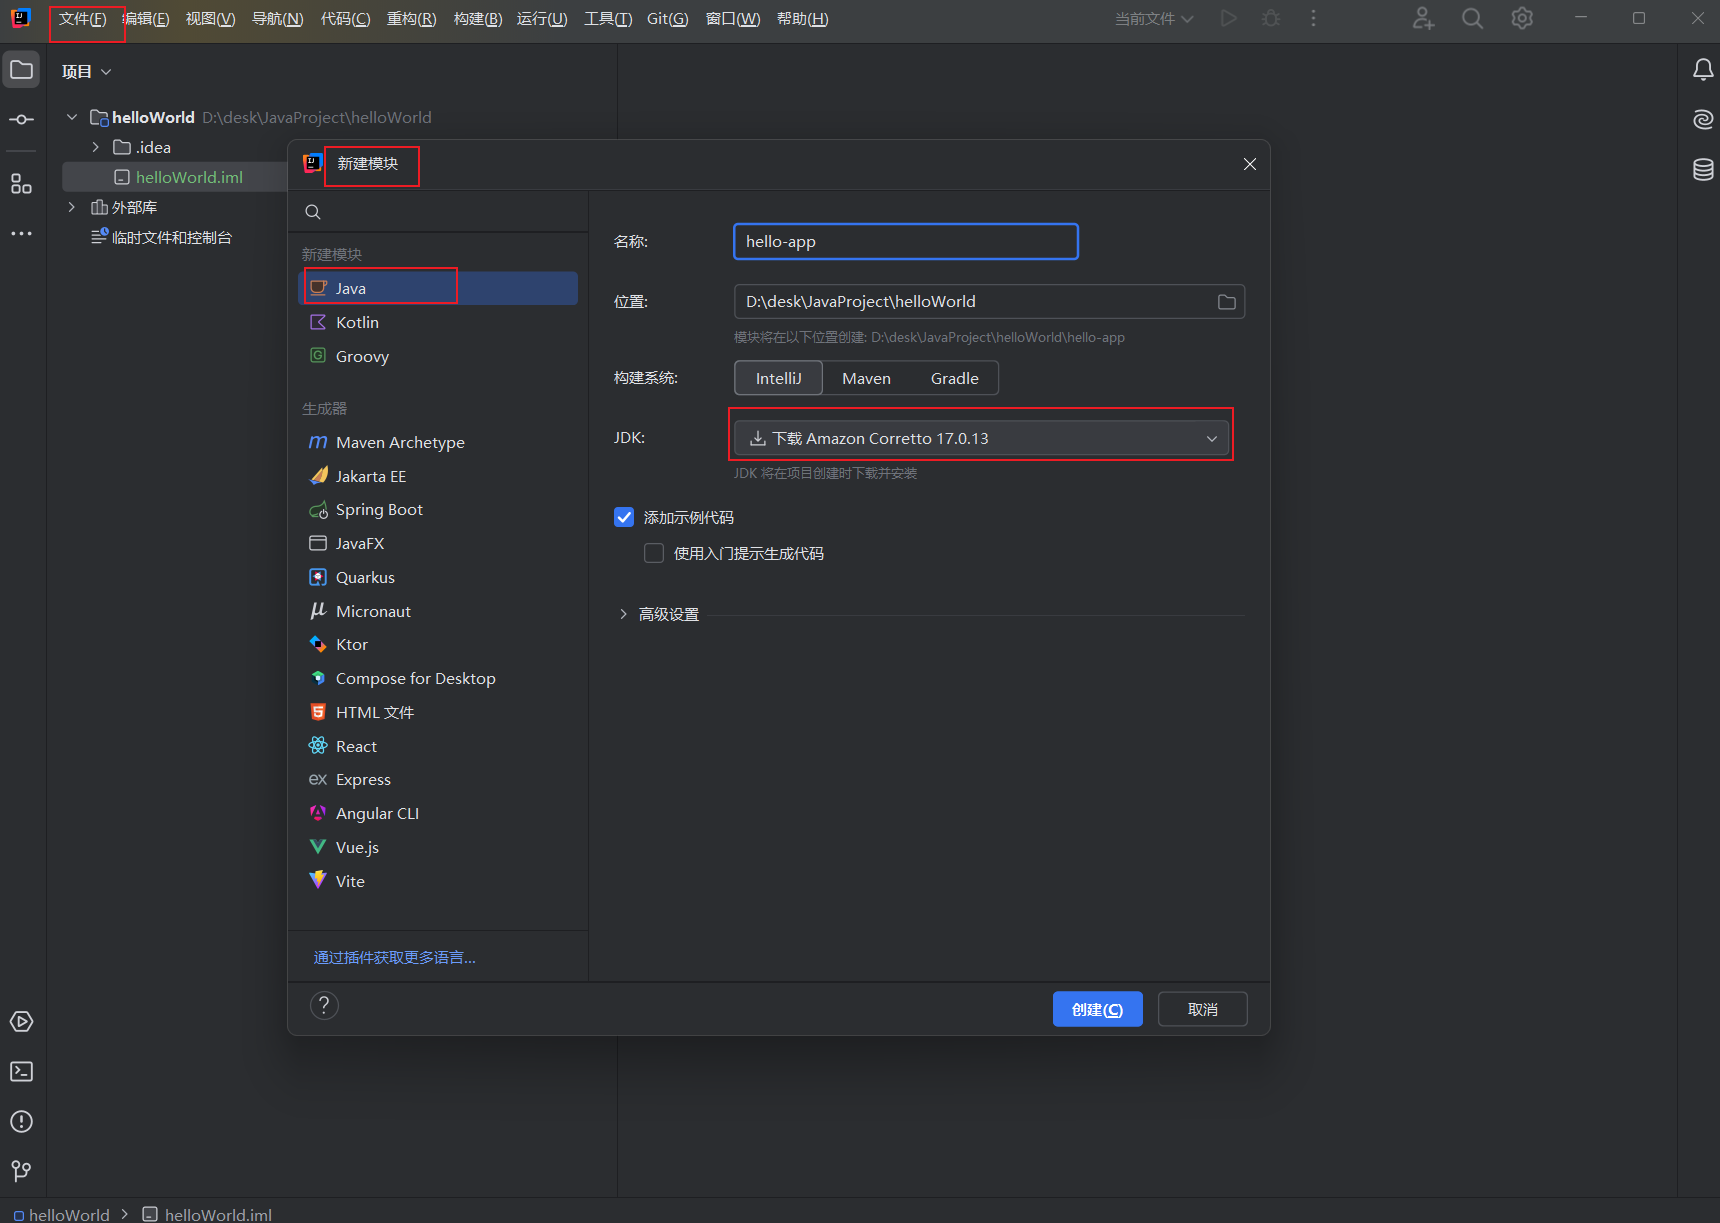 文件(F) 编辑(E) 视图(V) 导航(N) 代码(C) 重构(R) 构建(B) 运行(U) 工具(T) Git(G) 窗口(W) 帮助(H) 当前文件
项目
helloWorld D:\desk\JavaProject\helloWorld
.idea
helloWorld.iml
外部库
临时文件和控制台
新建模块
新建模块
Java
Kotlin
Groovy
生成器
Maven Archetype
Jakarta EE
Spring Boot
JavaFX
Quarkus
Micronaut
Ktor
Compose for Desktop
HTML 文件
React
Express
Angular CLI
Vue.js
Vite
通过插件获取更多语言...
名称: hello-app
位置: D:\desk\JavaProject\helloWorld
模块将在以下位置创建: D:\desk\JavaProject\helloWorld\hello-app
构建系统: IntelliJ Maven Gradle
JDK: 下载 Amazon Corretto 17.0.13
JDK 将在项目创建时下载并安装
添加示例代码
使用入门提示生成代码
高级设置
? 创建(C) 取消
helloWorld > helloWorld.iml